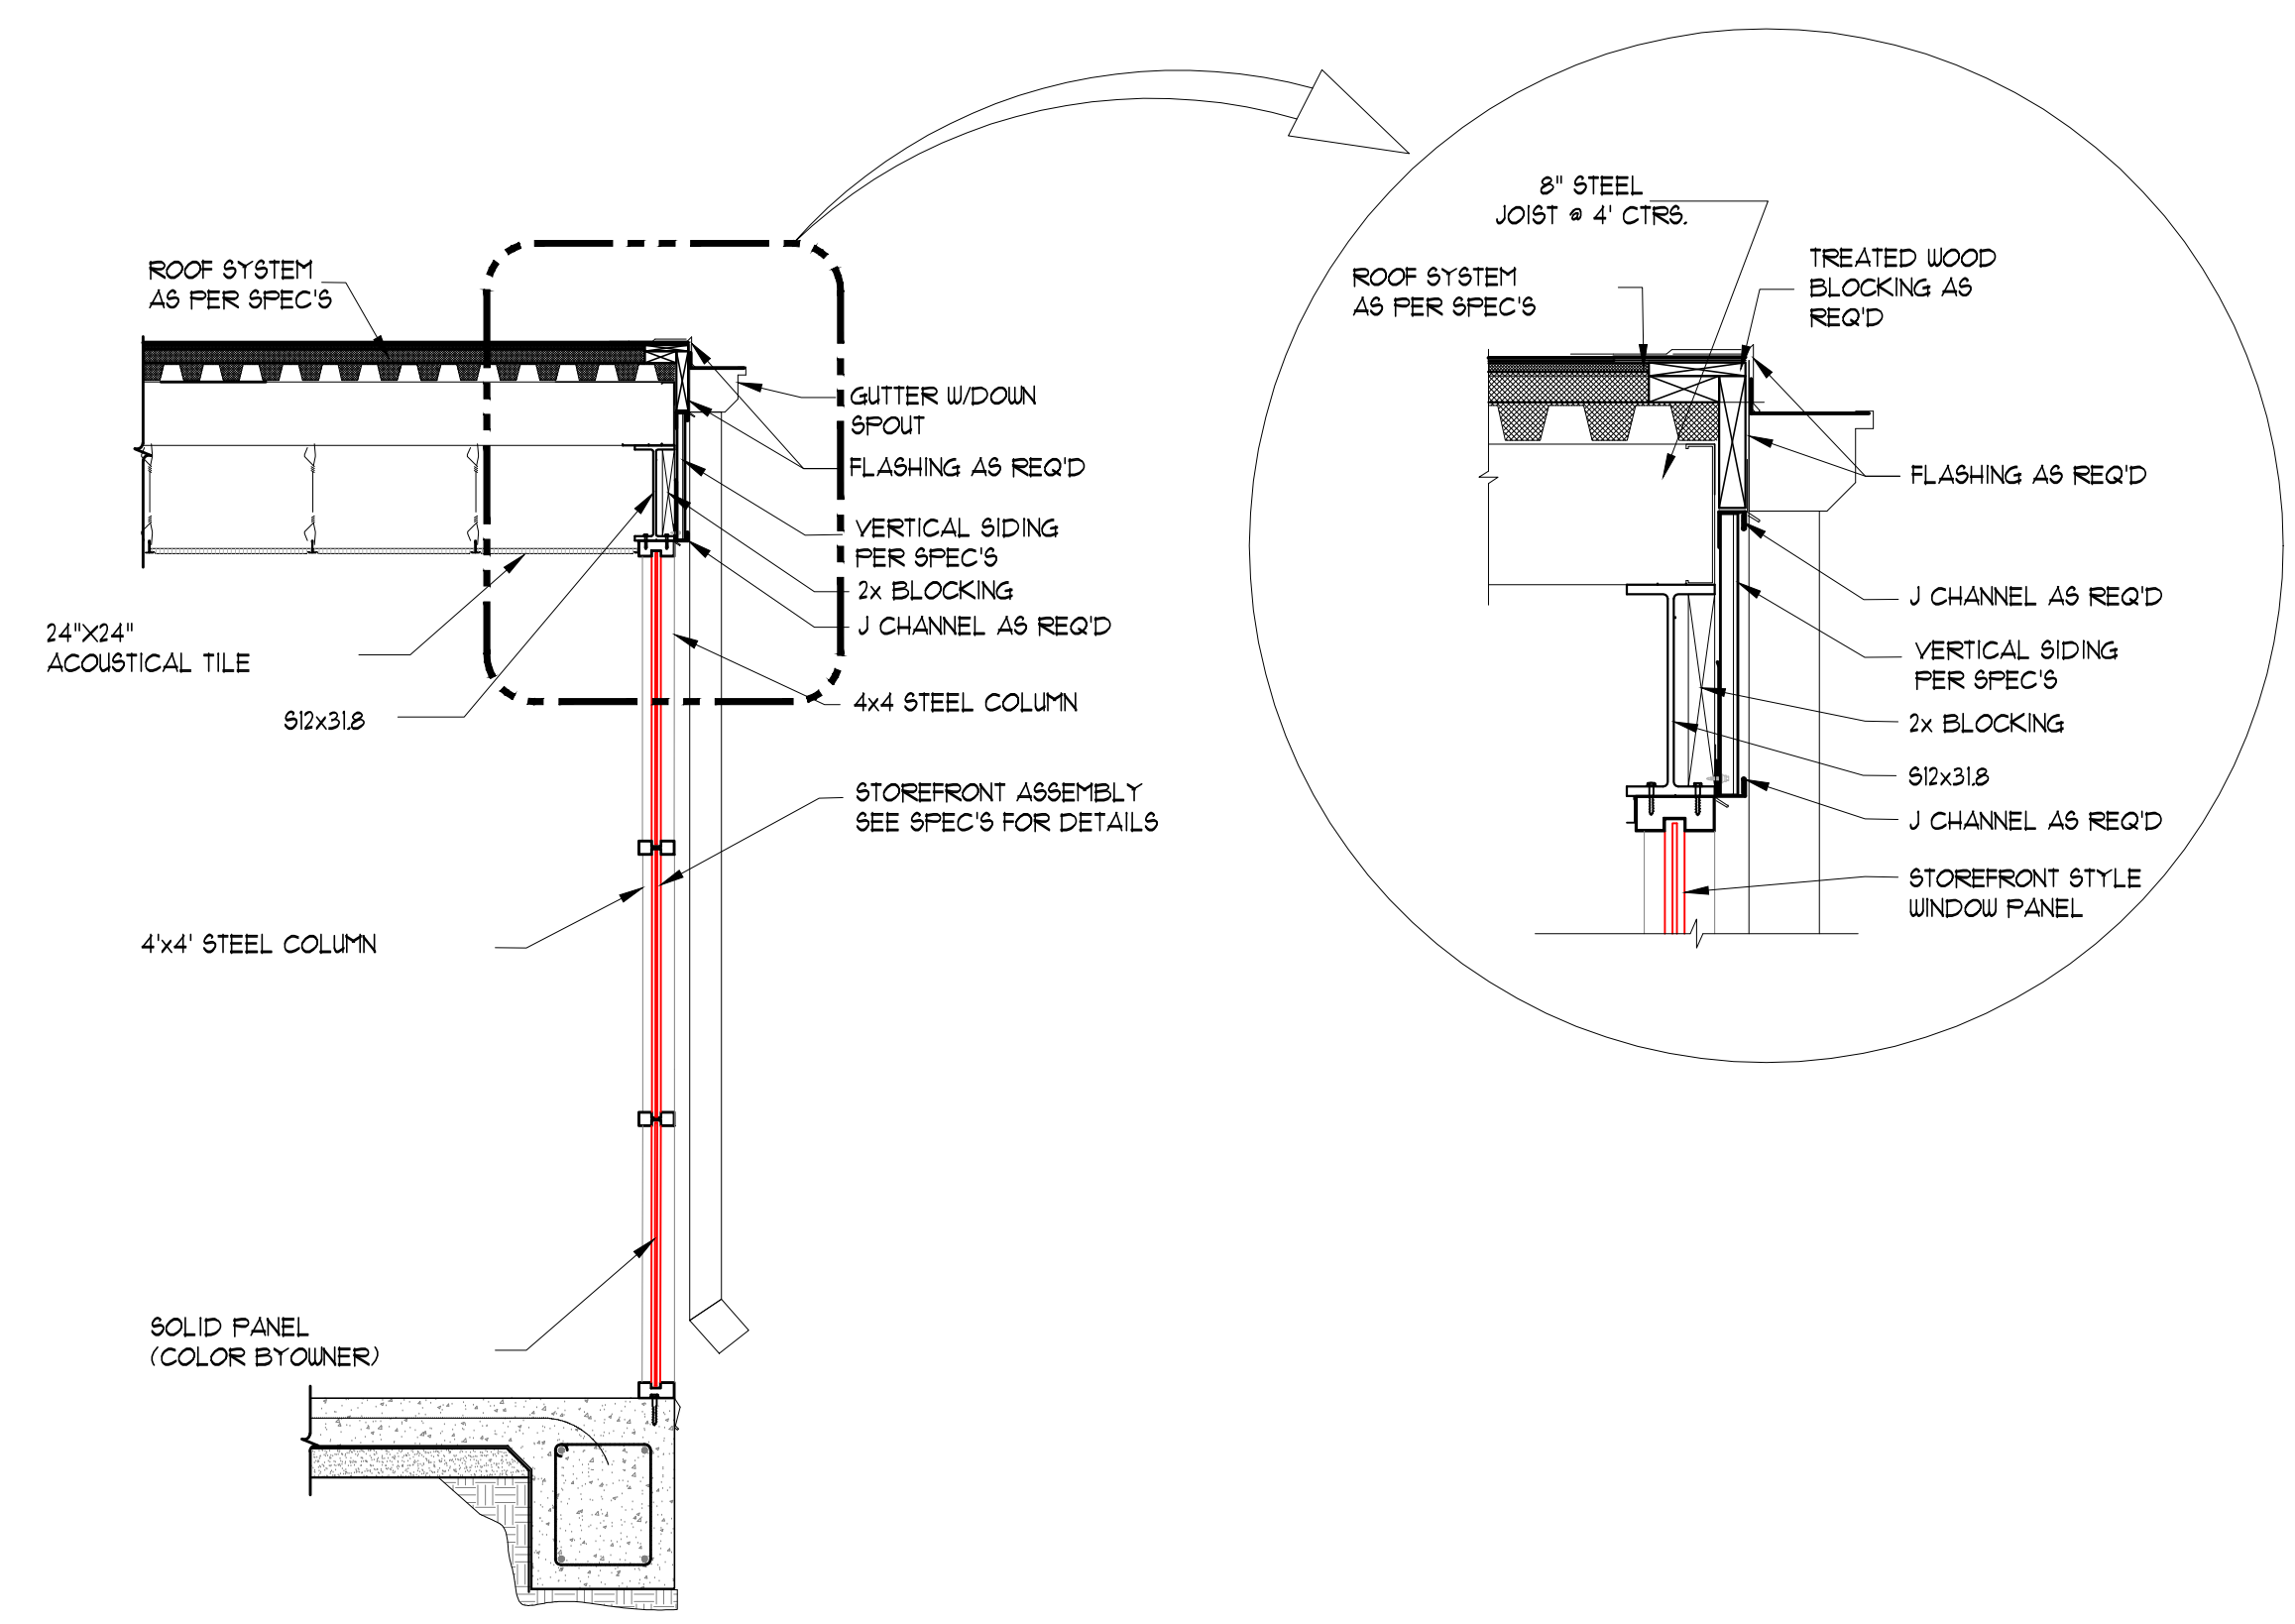 ROOF SYSTEM
AS PER SPEC'S
GUTTER W/DOWN
SPOUT
FLASHING AS REQ'D
VERTICAL SIDING
PER SPEC'S
2x BLOCKING
J CHANNEL AS REQ'D
24"X24"
ACOUSTICAL TILE
S12x31.8
4x4 STEEL COLUMN
STOREFRONT ASSEMBLY
SEE SPEC'S FOR DETAILS
4'x4' STEEL COLUMN
SOLID PANEL
(COLOR BYOWNER)
8" STEEL
JOIST @ 4' CTRS.
ROOF SYSTEM
AS PER SPEC'S
TREATED WOOD
BLOCKING AS
REQ'D
FLASHING AS REQ'D
J CHANNEL AS REQ'D
VERTICAL SIDING
PER SPEC'S
2x BLOCKING
S12x31.8
J CHANNEL AS REQ'D
STOREFRONT STYLE
WINDOW PANEL